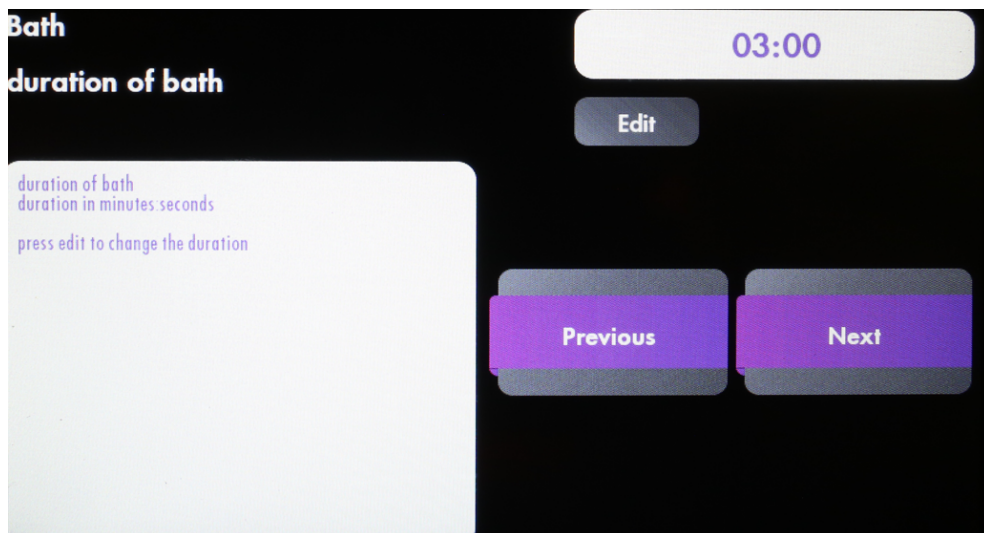 Bath
duration of bath
03:00
Edit
duration of bath
duration in minutes:seconds
press edit to change the duration
Previous
Next